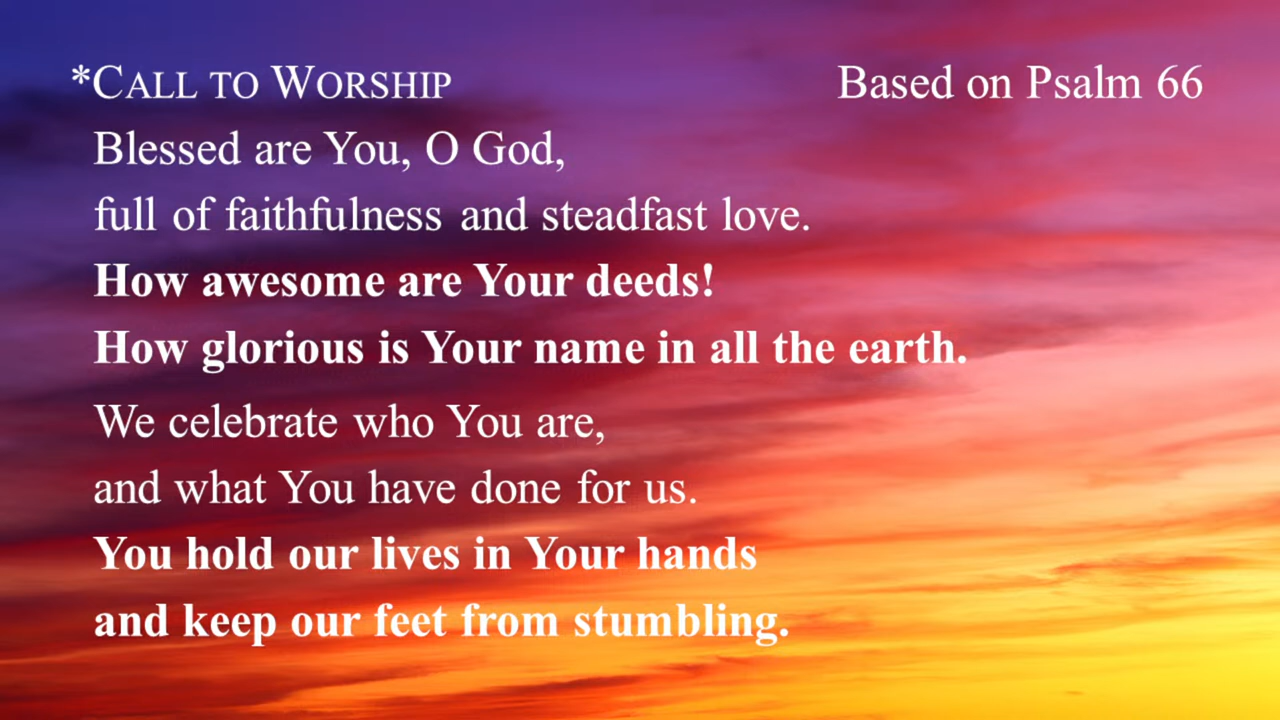 *CALL TO WORSHIP Based on Psalm 66
Blessed are You, O God,
full of faithfulness and steadfast love.
How awesome are Your deeds!
How glorious is Your name in all the earth.
We celebrate who You are,
and what You have done for us.
You hold our lives in Your hands
and keep our feet from stumbling.